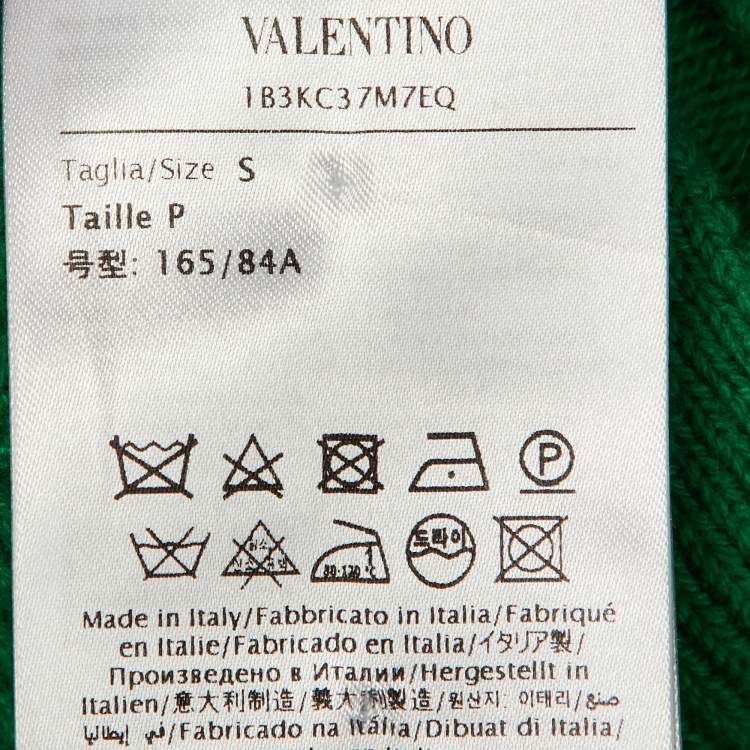 VALENTINO
1B3KC37M7EQ
Taglia/Size S
Taille P
号型: 165/84A
P
드라이
80-120 °C
Made in Italy/Fabbricato in Italia/Fabriqué
en Italie/Fabricado en Italia/イタリア製/
Произведено в Италии/Hergestellt in
Italien/意大利制造/義大利製造/원산지: 이태리/صنع
في إيطاليا/Fabricado na Itália/Dibuat di Italia/